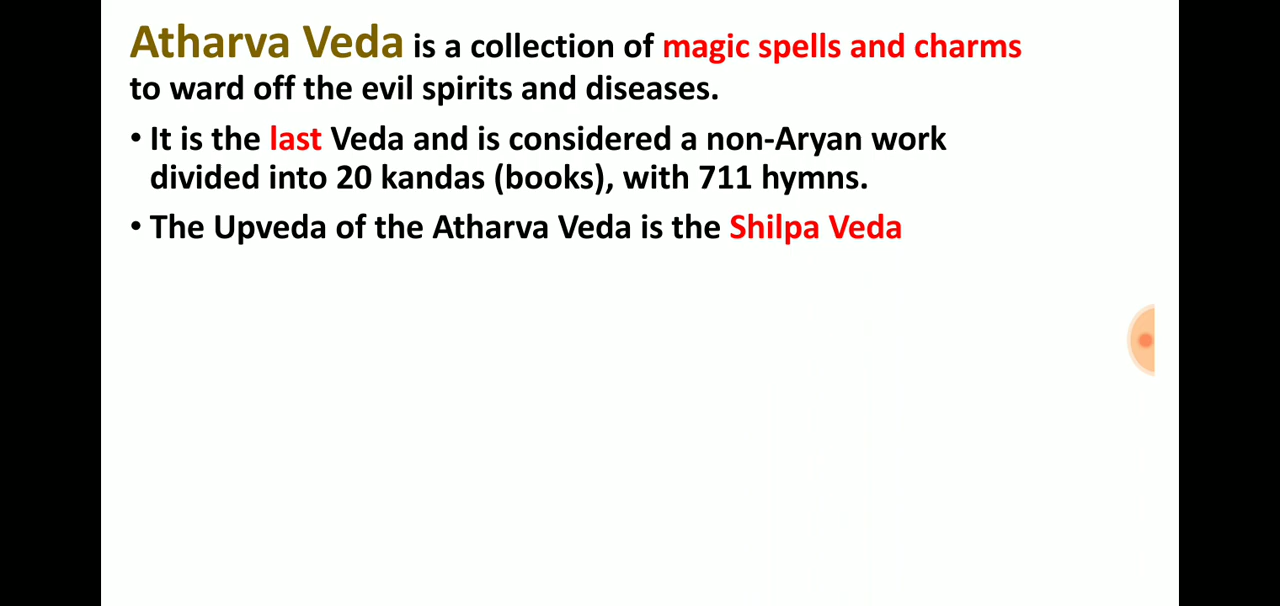 Atharva Veda is a collection of magic spells and charms
to ward off the evil spirits and diseases.
• It is the last Veda and is considered a non-Aryan work
divided into 20 kandas (books), with 711 hymns.
• The Upveda of the Atharva Veda is the Shilpa Veda